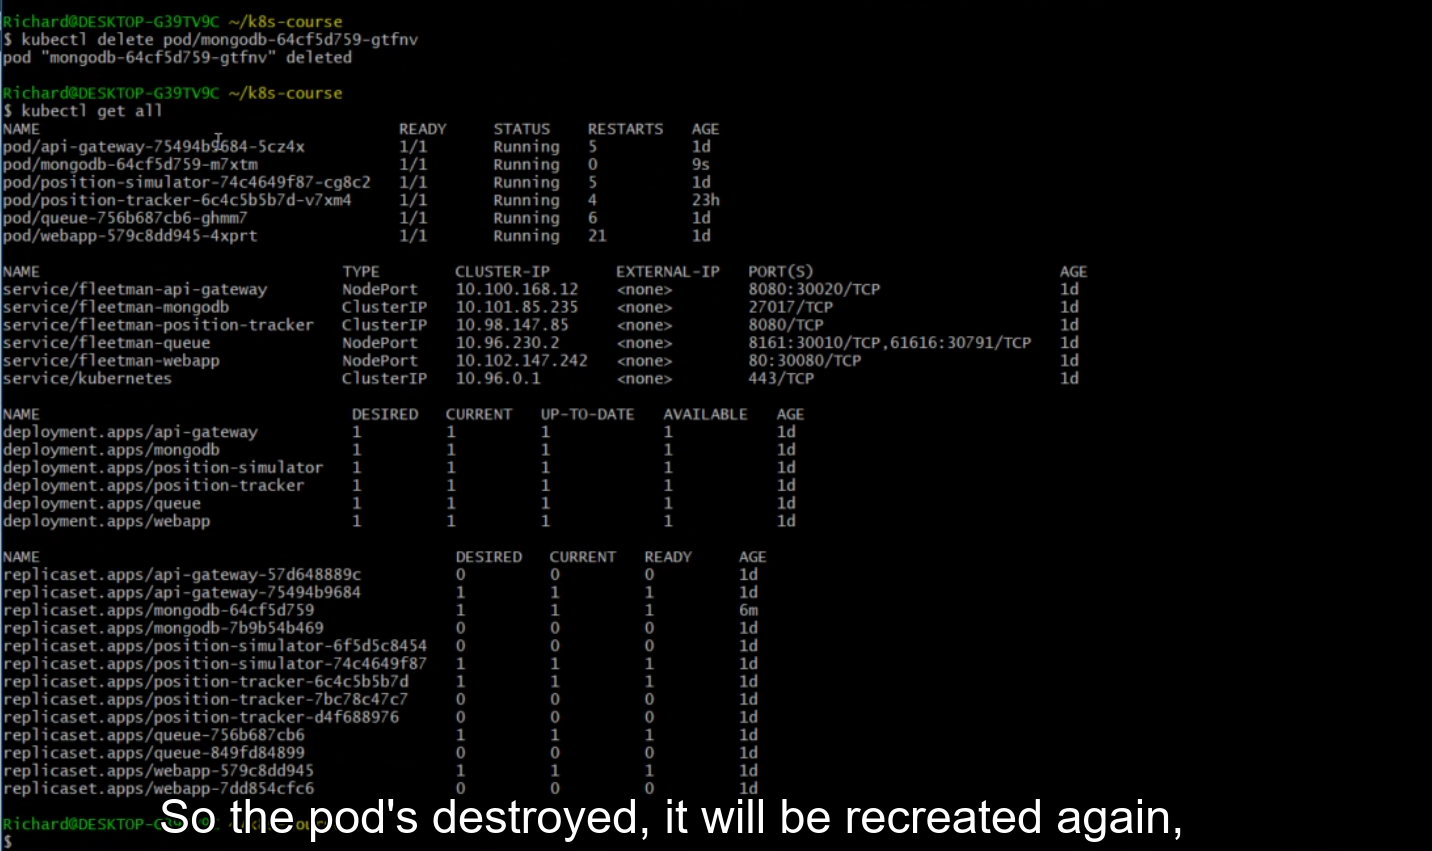 Richard@DESKTOP-G39TV9C ~/k8s-course
$ kubectl delete pod/mongodb-64cf5d759-gtfnv
pod "mongodb-64cf5d759-gtfnv" deleted
Richard@DESKTOP-G39TV9C ~/k8s-course
$ kubectl get all
NAME READY STATUS RESTARTS AGE
pod/api-gateway-75494b9684-5cz4x 1/1 Running 5 1d
pod/mongodb-64cf5d759-m7xtm 1/1 Running 0 9s
pod/position-simulator-74c4649f87-cg8c2 1/1 Running 5 1d
pod/position-tracker-6c4c5b5b7d-v7xm4 1/1 Running 4 23h
pod/queue-756b687cb6-ghmm7 1/1 Running 6 1d
pod/webapp-579c8dd945-4xprt 1/1 Running 21 1d
NAME TYPE CLUSTER-IP EXTERNAL-IP PORT(S) AGE
service/fleetman-api-gateway NodePort 10.100.168.12 <none> 8080:30020/TCP 1d
service/fleetman-mongodb ClusterIP 10.101.85.235 <none> 27017/TCP 1d
service/fleetman-position-tracker ClusterIP 10.98.147.85 <none> 8080/TCP 1d
service/fleetman-queue NodePort 10.96.230.2 <none> 8161:30010/TCP,61616:30791/TCP 1d
service/fleetman-webapp NodePort 10.102.147.242 <none> 80:30080/TCP 1d
service/kubernetes ClusterIP 10.96.0.1 <none> 443/TCP 1d
NAME DESIRED CURRENT UP-TO-DATE AVAILABLE AGE
deployment.apps/api-gateway 1 1 1 1 1d
deployment.apps/mongodb 1 1 1 1 1d
deployment.apps/position-simulator 1 1 1 1 1d
deployment.apps/position-tracker 1 1 1 1 1d
deployment.apps/queue 1 1 1 1 1d
deployment.apps/webapp 1 1 1 1 1d
NAME DESIRED CURRENT READY AGE
replicaset.apps/api-gateway-57d648889c 0 0 0 1d
replicaset.apps/api-gateway-75494b9684 1 1 1 1d
replicaset.apps/mongodb-64cf5d759 1 1 1 6m
replicaset.apps/mongodb-7b9b54b469 0 0 0 1d
replicaset.apps/position-simulator-6f5d5c8454 0 0 0 1d
replicaset.apps/position-simulator-74c4649f87 1 1 1 1d
replicaset.apps/position-tracker-6c4c5b5b7d 1 1 1 1d
replicaset.apps/position-tracker-7bc78c47c7 0 0 0 1d
replicaset.apps/position-tracker-d4f688976 0 0 0 1d
replicaset.apps/queue-756b687cb6 1 1 1 1d
replicaset.apps/queue-849fd84899 0 0 0 1d
replicaset.apps/webapp-579c8dd945 1 1 1 1d
replicaset.apps/webapp-7dd854cfc6 0 0 0 1d
So the pod's destroyed, it will be recreated again,
$